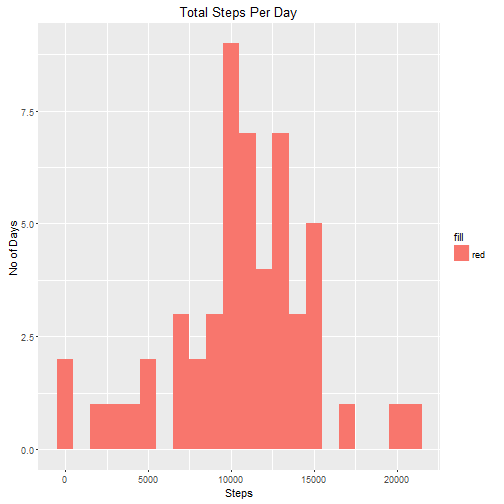 Total Steps Per Day
7.5
5.0
2.5
0.0
No of Days
0 5000 10000 15000 20000
Steps
fill
red